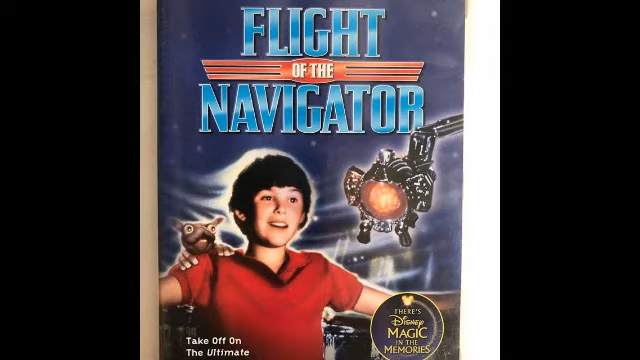 FLIGHT
OF THE
NAVIGATOR
Take Off On
The Ultimate
THERE'S
Disney
MAGIC
IN THE
MEMORIES